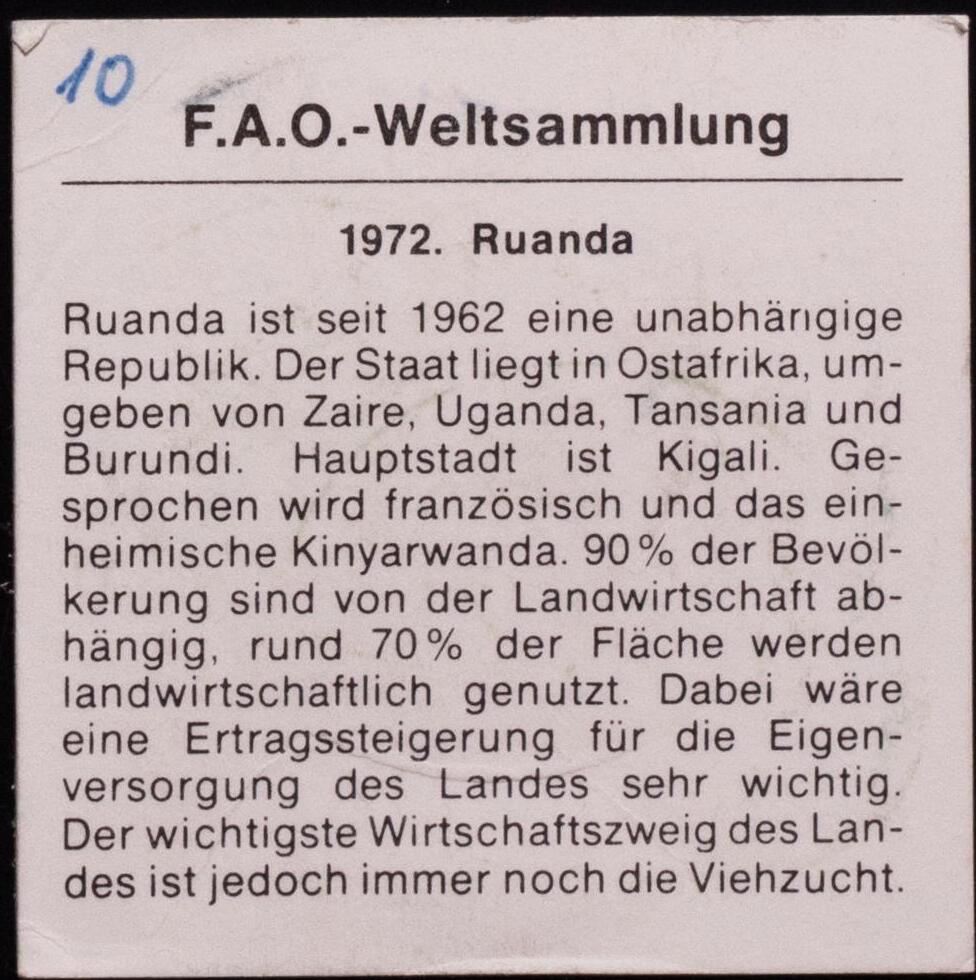 10
F.A.O.-Weltsammlung
1972. Ruanda
Ruanda ist seit 1962 eine unabhängige
Republik. Der Staat liegt in Ostafrika, um-
geben von Zaire, Uganda, Tansania und
Burundi. Hauptstadt ist Kigali. Ge-
sprochen wird französisch und das ein-
heimische Kinyarwanda. 90% der Bevöl-
kerung sind von der Landwirtschaft ab-
hängig, rund 70% der Fläche werden
landwirtschaftlich genutzt. Dabei wäre
eine Ertragssteigerung für die Eigen-
versorgung des Landes sehr wichtig.
Der wichtigste Wirtschaftszweig des Lan-
des ist jedoch immer noch die Viehzucht.